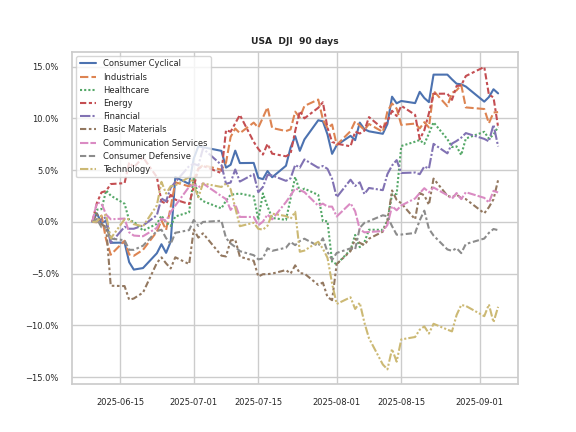 USA DJI 90 days
15.0%
10.0%
5.0%
0.0%
−5.0%
−10.0%
−15.0%
Consumer Cyclical
Industrials
Healthcare
Energy
Financial
Basic Materials
Communication Services
Consumer Defensive
Technology
2025-06-15
2025-07-01
2025-07-15
2025-08-01
2025-08-15
2025-09-01